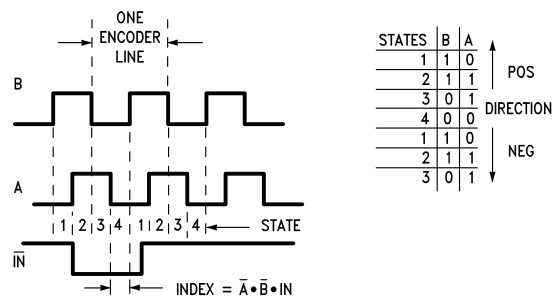 ONE
ENCODER
LINE
B
A
1 2 3 4 1 2 3 4 STATE
I̅N̅
INDEX = A̅•B̅•IN
STATES B A
1 1 0
2 1 1
3 0 1
4 0 0
1 1 0
2 1 1
3 0 1
POS
DIRECTION
NEG